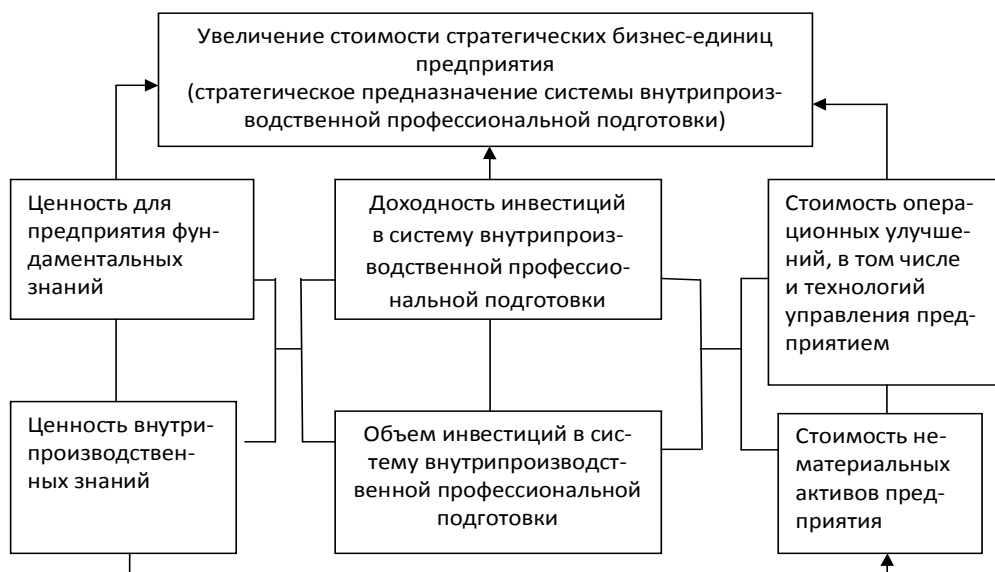 Увеличение стоимости стратегических бизнес-единиц
предприятия
(стратегическое предназначение системы внутрипроиз-
водственной профессиональной подготовки)
Ценность для
предприятия фун-
даментальных
знаний
Доходность инвестиций
в систему внутрипроиз-
водственной профессио-
нальной подготовки
Стоимость опера-
ционных улучше-
ний, в том числе
и технологий
управления пред-
приятием
Ценность внутри-
производствен-
ных знаний
Объем инвестиций в сис-
тему внутрипроизводст-
венной профессиональной
подготовки
Стоимость не-
материальных
активов пред-
приятия